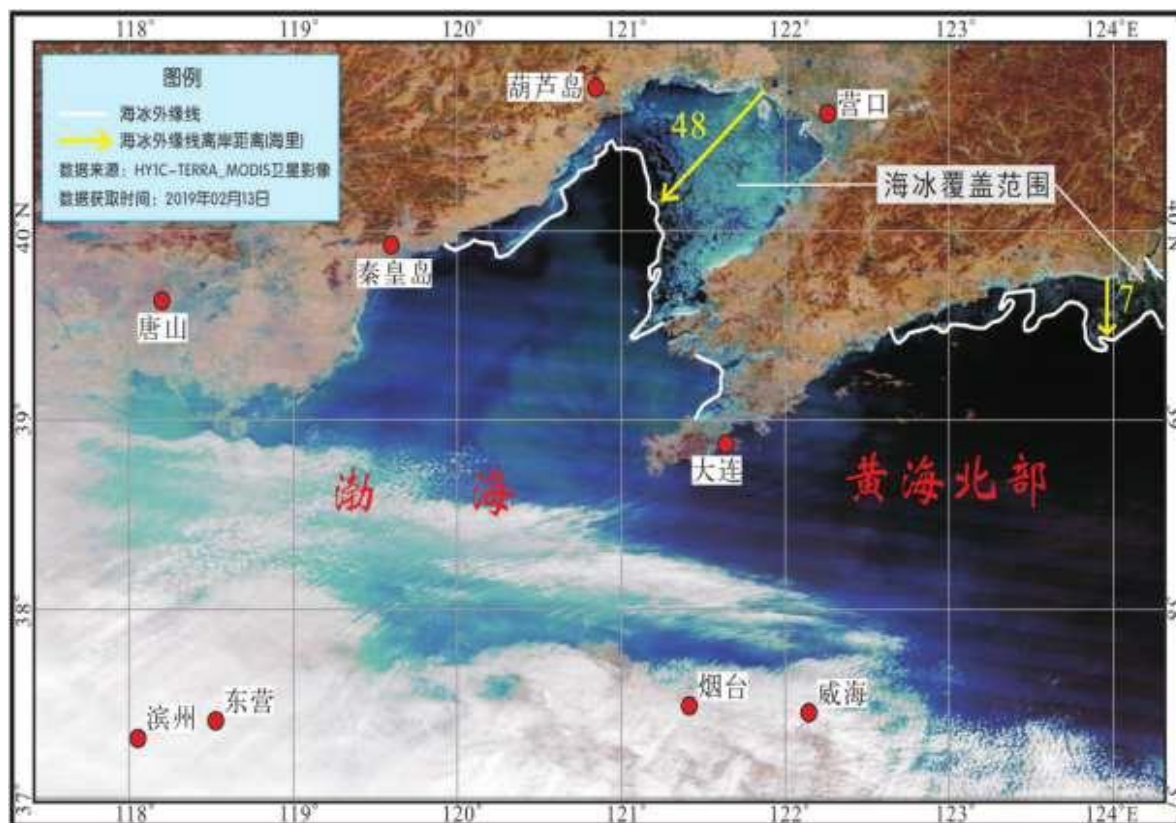 118° 119° 120° 121° 122° 123° 124°E
图例
海冰外缘线
海冰外缘线离岸距离(海里)
数据来源：HY1C-TERRA_MODIS卫星影像
数据获取时间：2019年02月13日
葫芦岛
营口
48
海冰覆盖范围
40 N
秦皇岛
7
唐山
39
大连
渤海
黄海北部
38
烟台
威海
东营
滨州
37
118° 119° 120° 121° 122° 123° 124°E